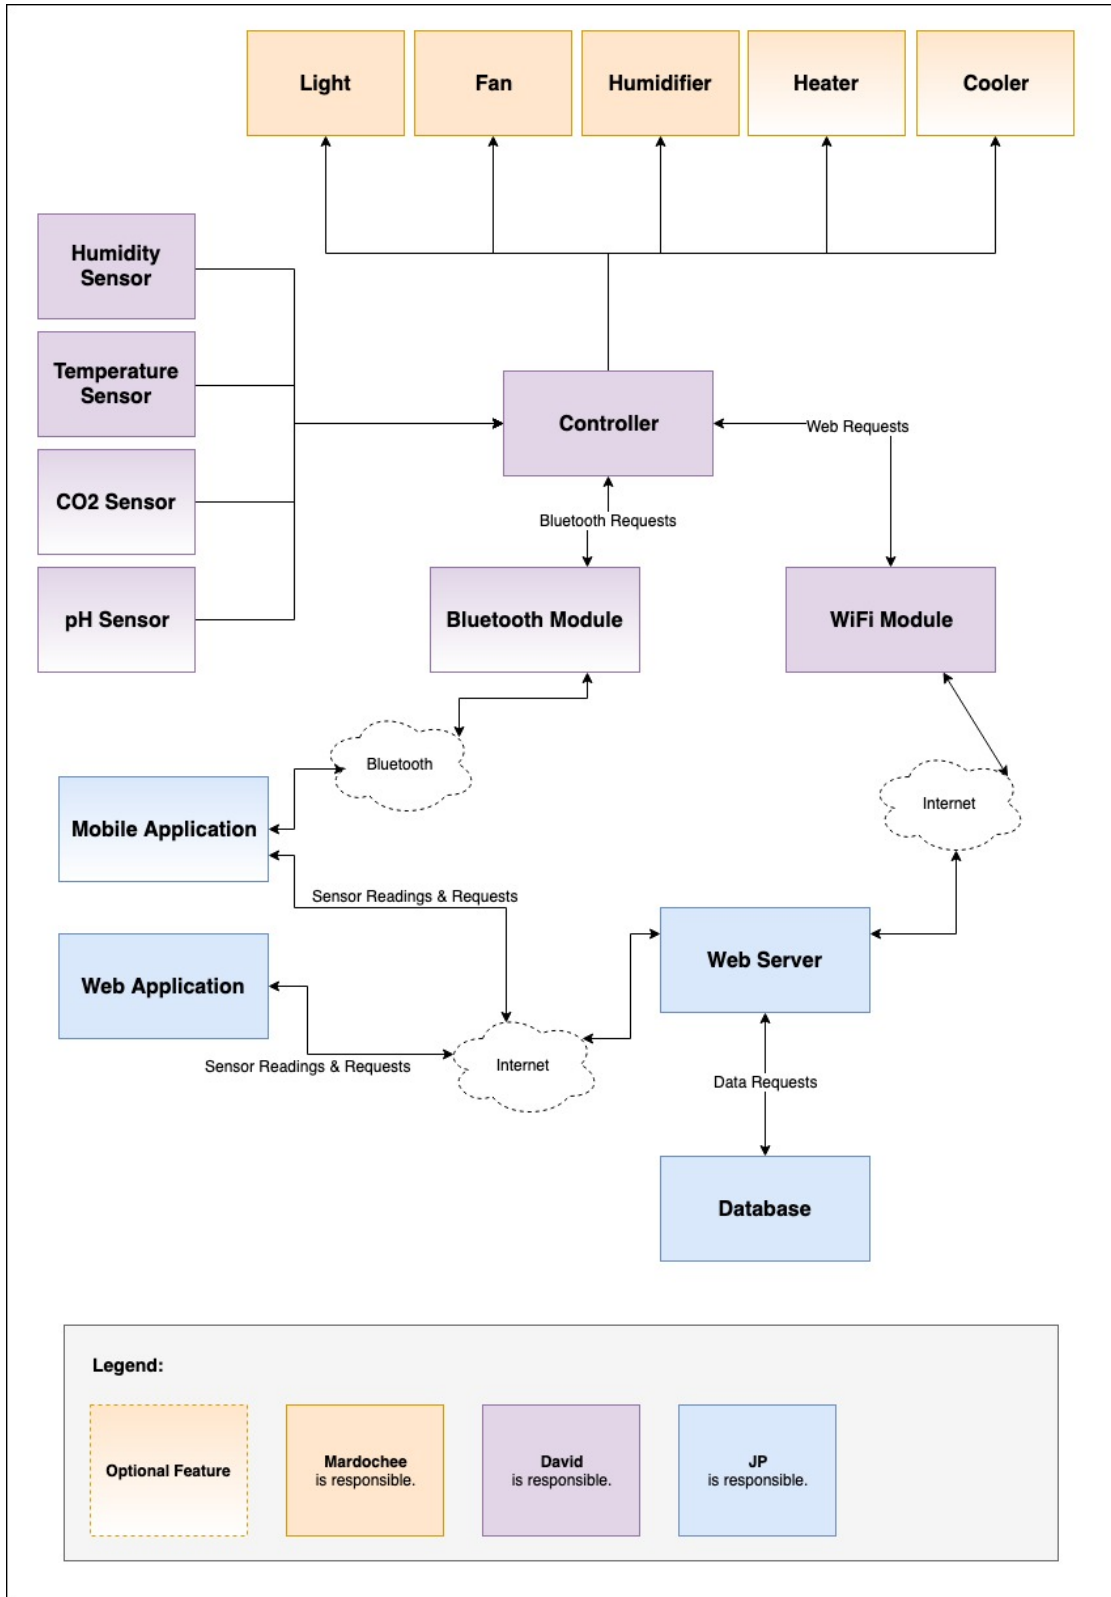 Light
Fan
Humidifier
Heater
Cooler
Humidity
Sensor
Temperature
Sensor
CO2 Sensor
pH Sensor
Controller
Web Requests
Bluetooth Requests
Bluetooth Module
WiFi Module
Bluetooth
Internet
Mobile Application
Sensor Readings & Requests
Web Application
Web Server
Sensor Readings & Requests
Internet
Data Requests
Database
Legend:
Optional Feature
Mardochee
is responsible.
David
is responsible.
JP
is responsible.